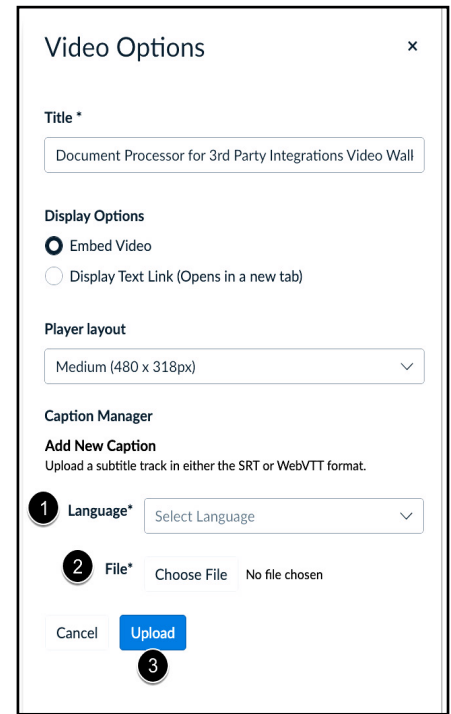 Video Options
×
Title *
Document Processor for 3rd Party Integrations Video Wall
Display Options
Embed Video
Display Text Link (Opens in a new tab)
Player layout
Medium (480 x 318px)
Caption Manager
Add New Caption
Upload a subtitle track in either the SRT or WebVTT format.
1 Language* Select Language
2 File* Choose File No file chosen
Cancel Upload
3